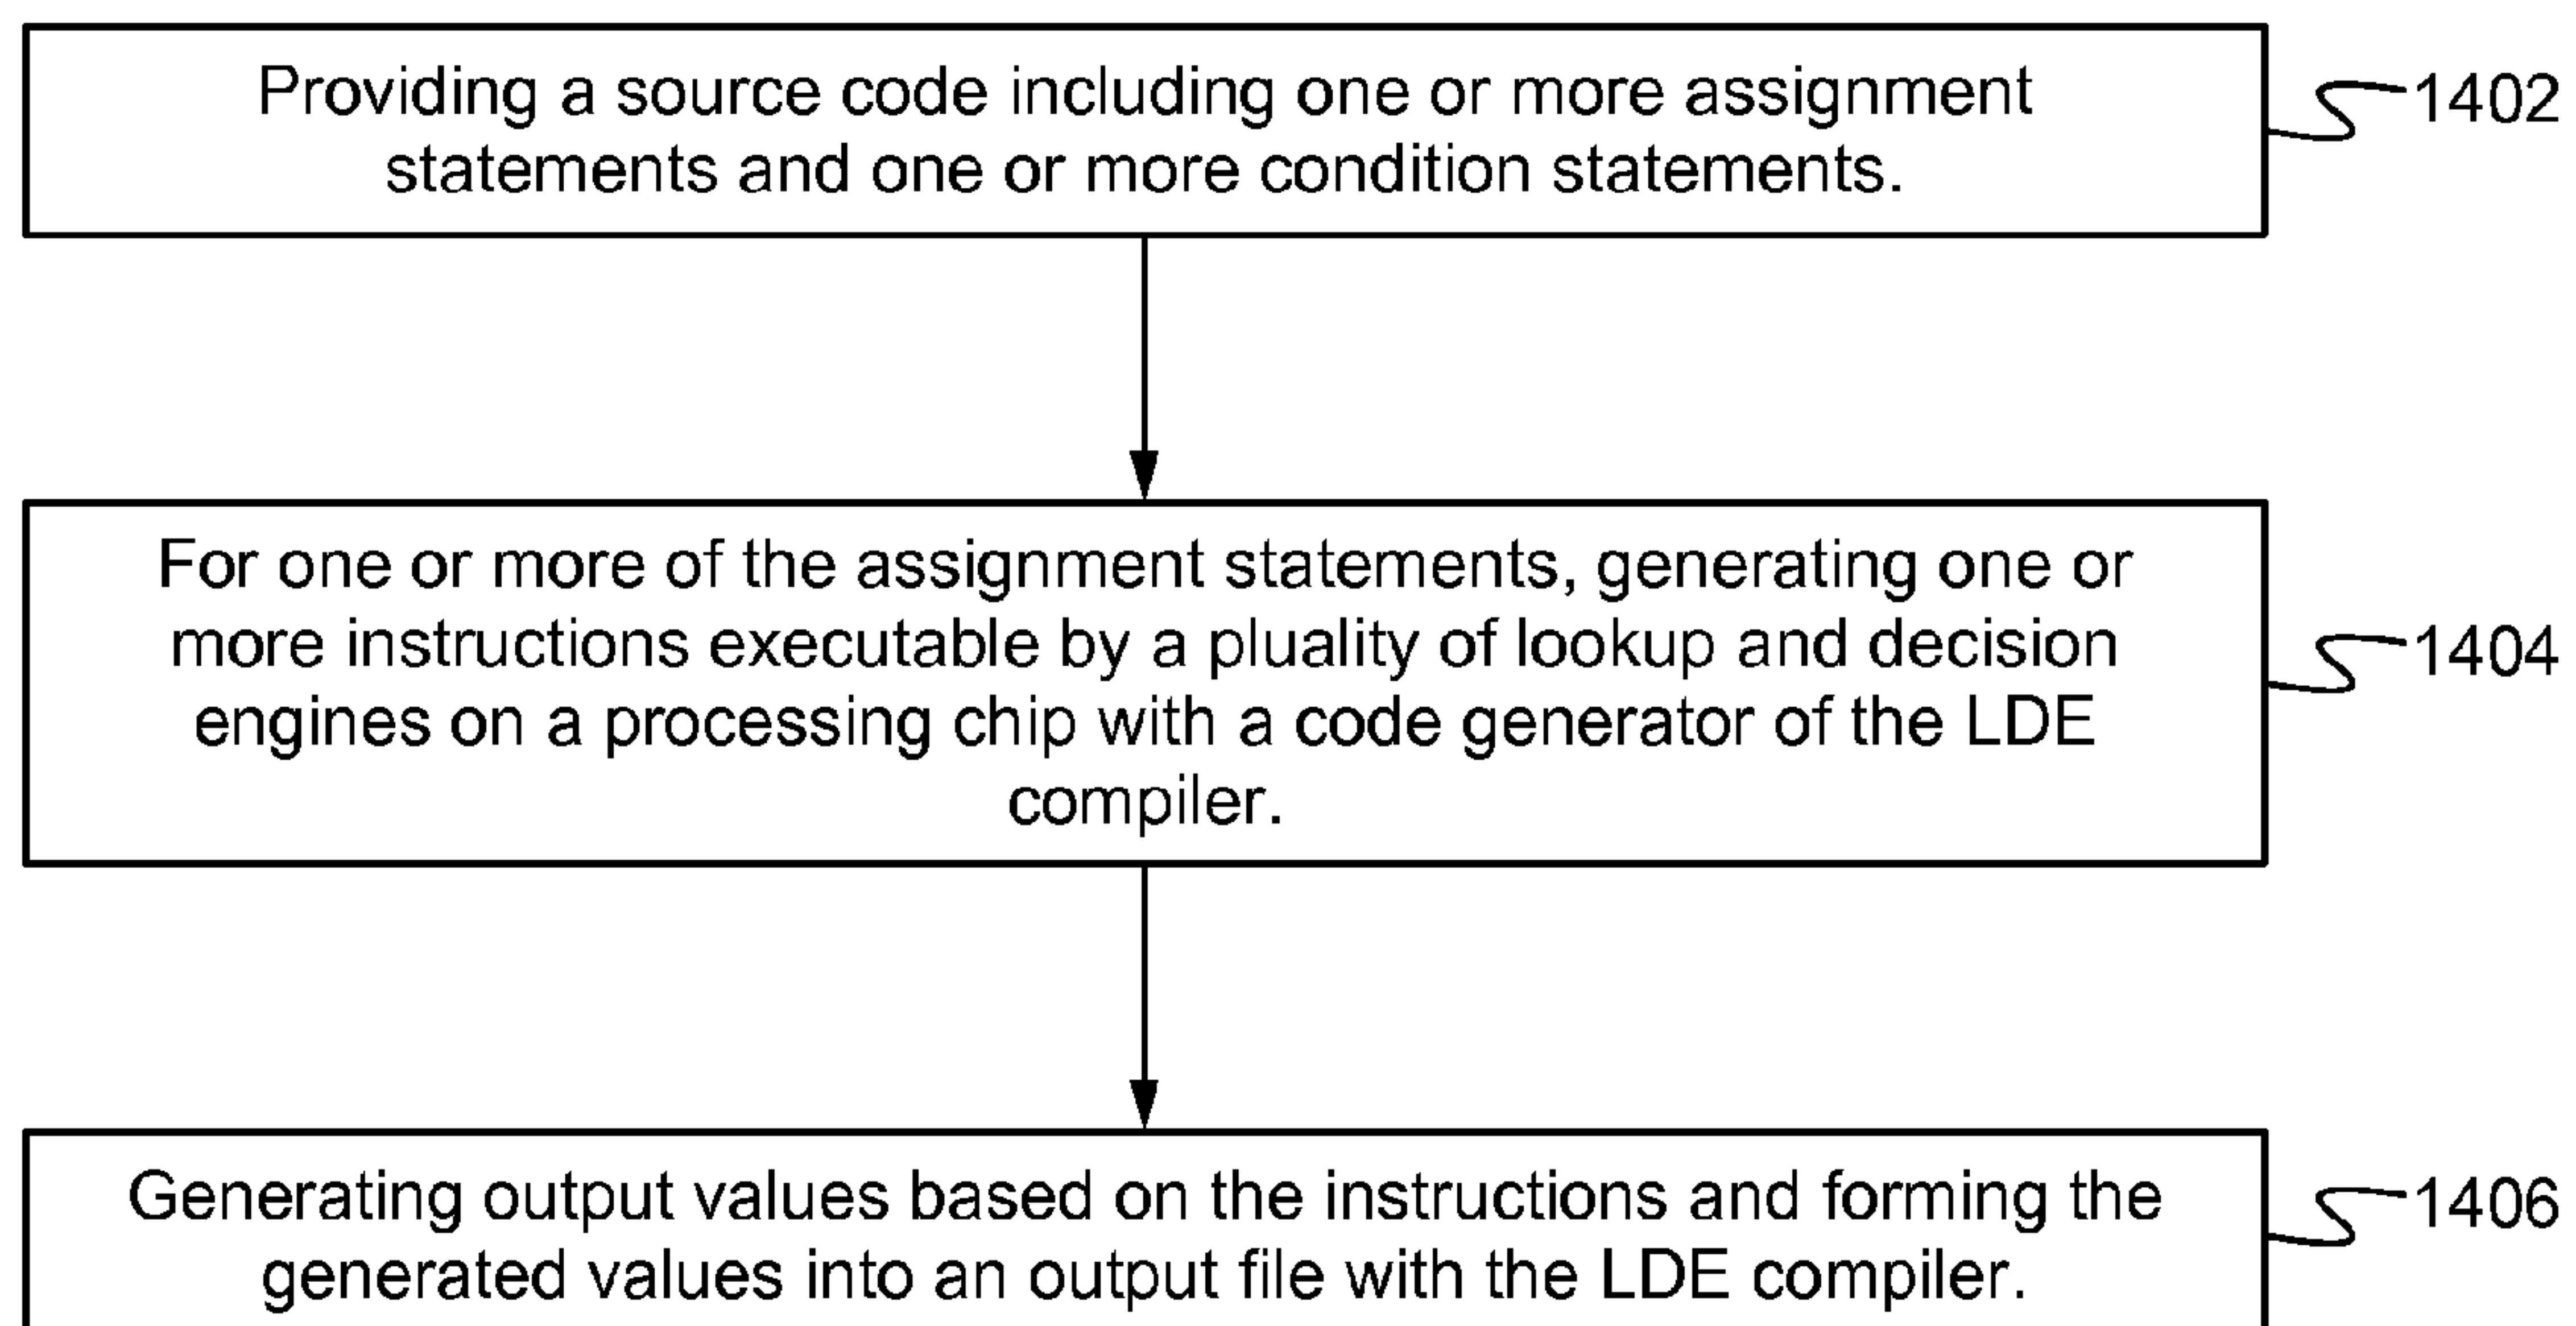 Providing a source code including one or more assignment
statements and one or more condition statements.
1402
For one or more of the assignment statements, generating one or
more instructions executable by a pluality of lookup and decision
engines on a processing chip with a code generator of the LDE
compiler.
1404
Generating output values based on the instructions and forming the
generated values into an output file with the LDE compiler.
1406